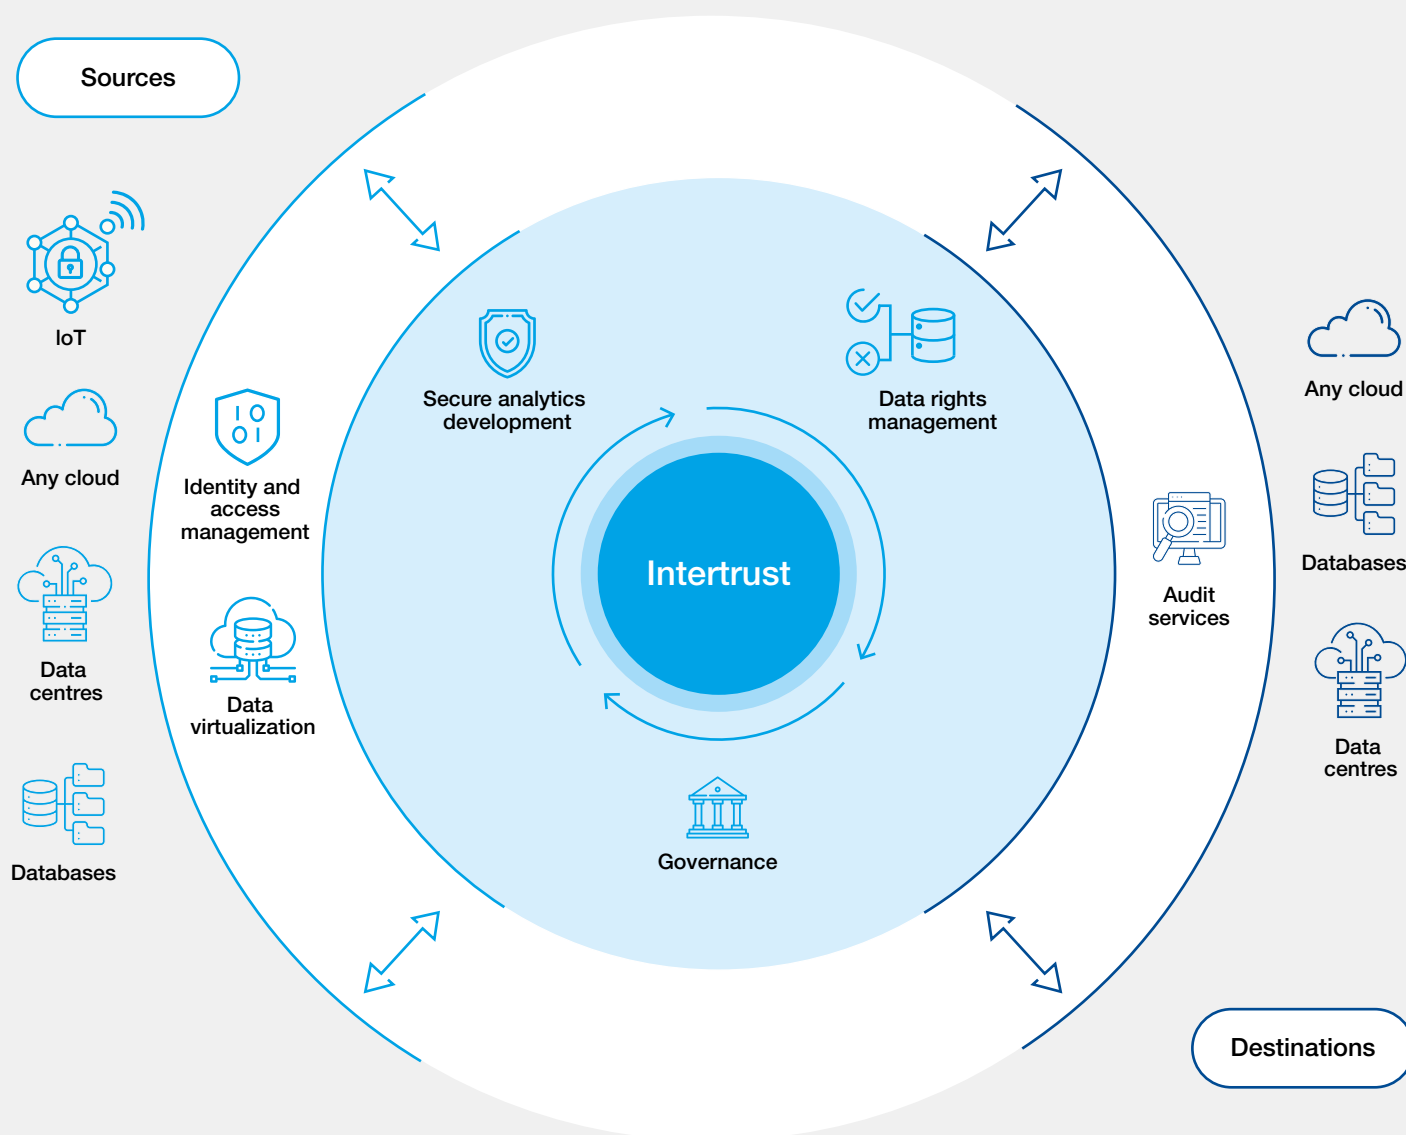 Sources
IoT
Any cloud
Data
centres
Databases
Identity and
access
management
Data
virtualization
Secure analytics
development
Data rights
management
Intertrust
Governance
Audit
services
Any cloud
Databases
Data
centres
Destinations